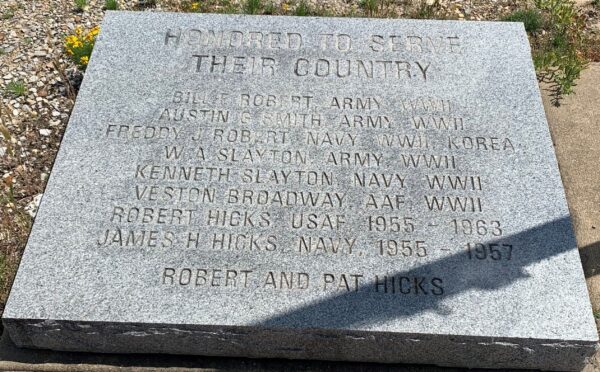 HONORED TO SERVE
THEIR COUNTRY
BILLIE ROBERT, ARMY, WWII
AUSTIN G SMITH, ARMY, WWII
FREDDY J ROBERT, NAVY, WWII, KOREA
W A SLAYTON, ARMY, WWII
KENNETH SLAYTON, NAVY, WWII
VESTON BROADWAY, AAF, WWII
ROBERT HICKS, USAF, 1955 - 1963
JAMES H HICKS, NAVY, 1955 - 1957
ROBERT AND PAT HICKS